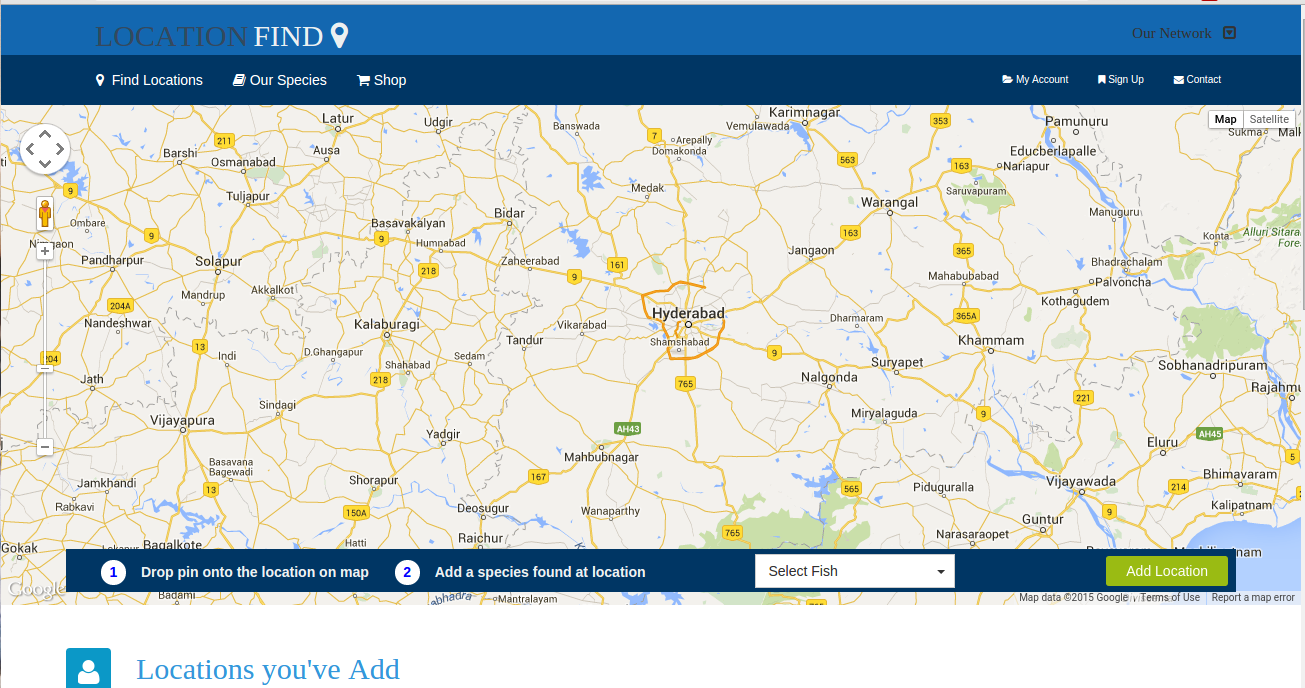 LOCATION FIND
Our Network
Find Locations
Our Species
Shop
My Account
Sign Up
Contact
Map
Satellite
Latur
Udgir
Banswada
Karimnagar
Vemulawada
353
Pamunuru
Sukma
211
7
Arepally
Domakonda
Barshi
Ausa
Osmanabad
563
163
Educberlapalle
Nariapur
Tuljapur
9
Medak
Saruvapuram
Warangal
Bidar
Manuguru
Ombare
Basavakalyan
9
9
Humnabad
163
Konta
Pandharpur
Solapur
218
Zaheerabad
161
9
Jangaon
365
Bhadrachalam
Mahabubabad
Palvoncha
Mandrup
Akkalkot
Kothagudem
204A
Nandeshwar
Kalaburagi
Vikarabad
Hyderabad
Dharmaram
365A
Shamshabad
Tandur
Khammam
13
Indi
D.Ghangapur
Sedam
9
Suryapet
204
Shahabad
Sobhanadripuram
Jath
218
765
Nalgonda
221
Sindagi
Vijayapura
Miryalaguda
9
AH43
AH45
Yadgir
Eluru
Mahbubnagar
5
Basavana
Bagewadi
Bhimavaram
Jamkhandi
Shorapur
167
565
Piduguralla
Vijayawada
214
13
Rabkavi
150A
Deosugur
Wanaparthy
9
Kalipatnam
Guntur
765
Narasaraopet
Gokak
Bagalkote
Hatti
Raichur
1 Drop pin onto the location on map
2 Add a species found at location
Select Fish
Add Location
Google
Badami
Mantralayam
Map data ©2015 Google
Terms of Use
Report a map error
Locations you've Add